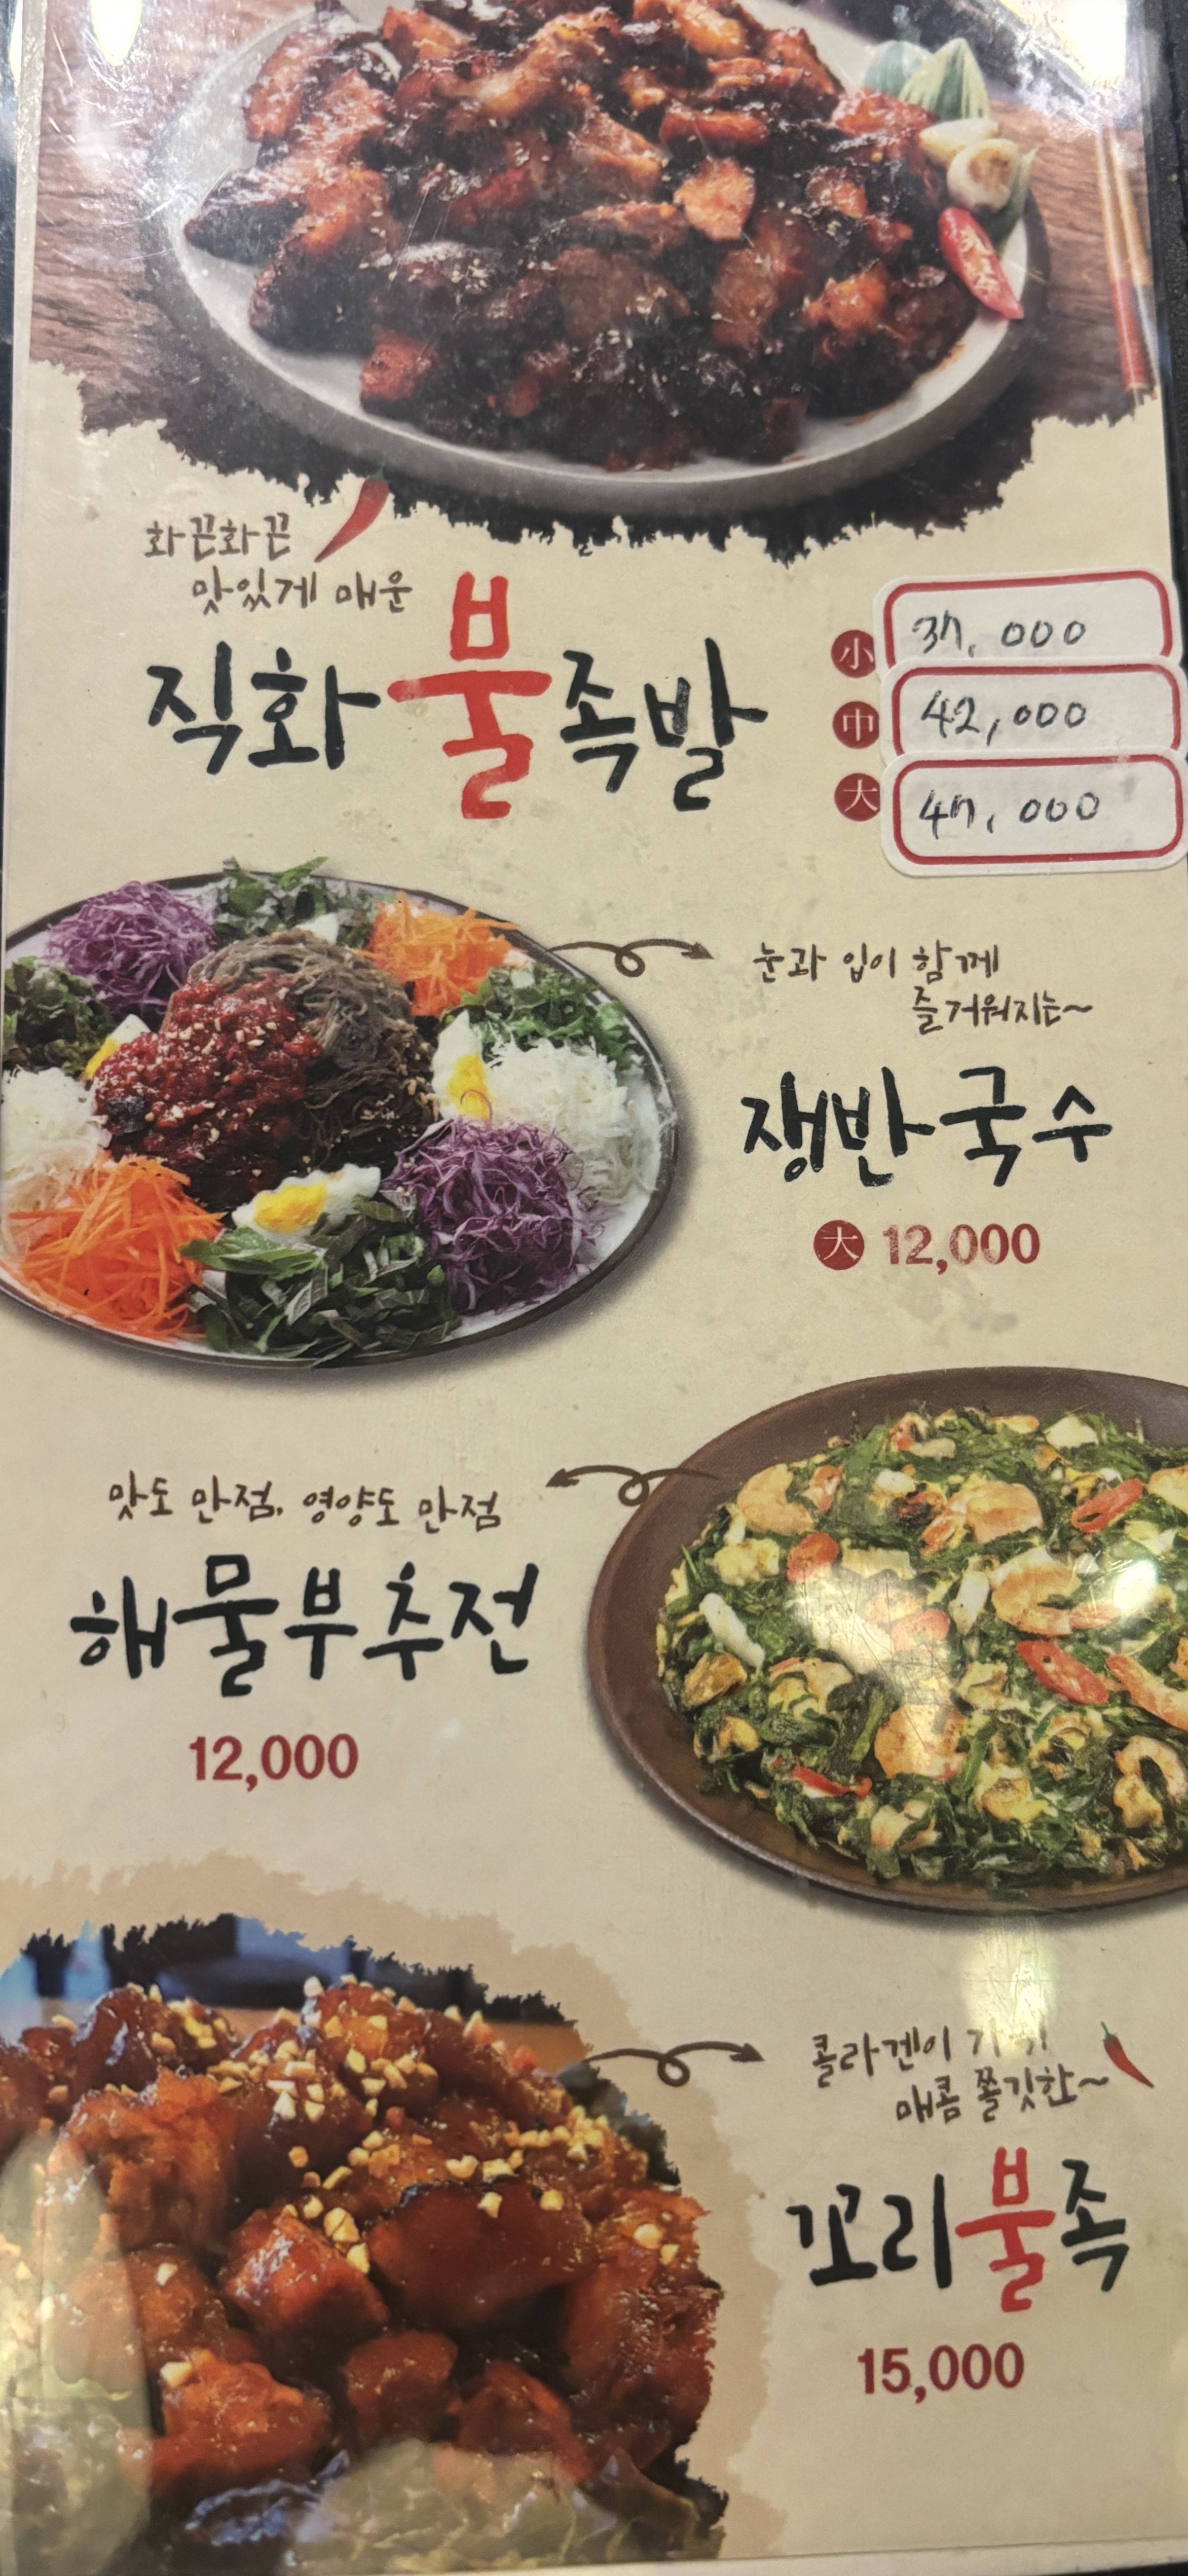 화끈화끈
맛있게 매운
직화불족발
小 37,000
中 42,000
大 47,000
눈과 입이 함께
즐거워지는~
쟁반국수
大 12,000
맛도 만점, 영양도 만점
해물부추전
12,000
콜라겐이
매콤 쫄깃한~
꼬리불족
15,000